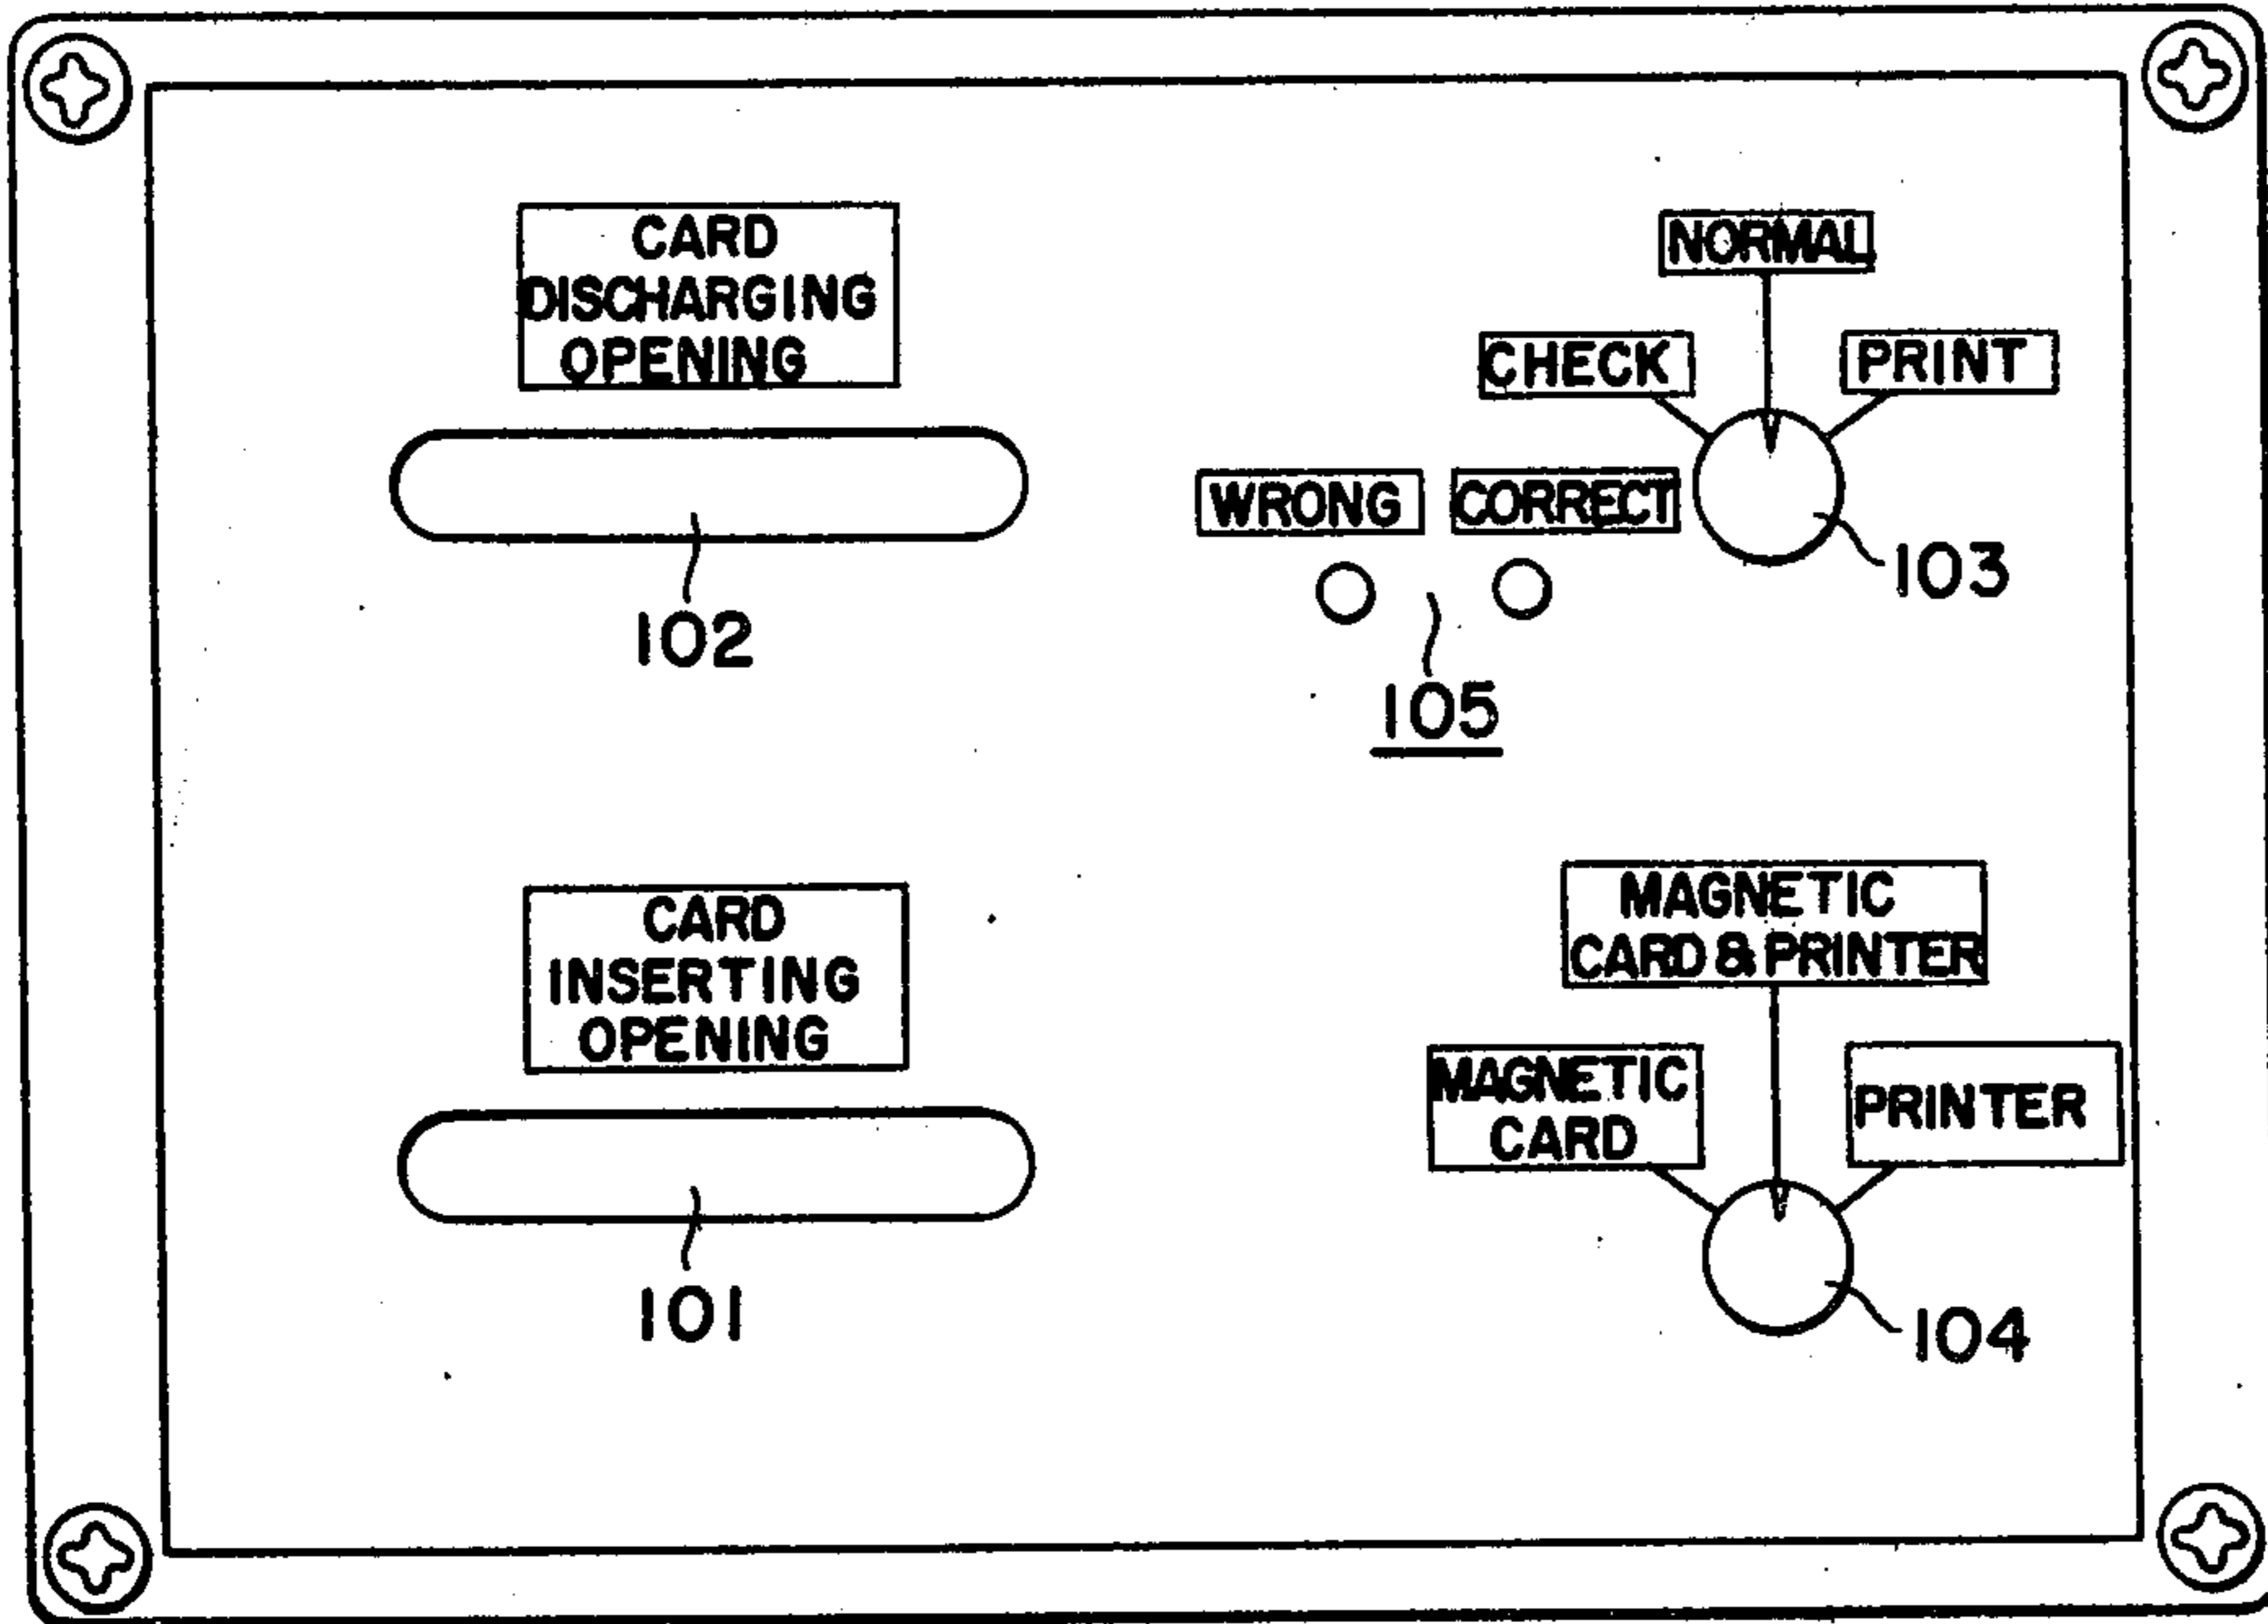 CARD
DISCHARGING
OPENING
102
NORMAL
CHECK
PRINT
WRONG
CORRECT
103
105
CARD
INSERTING
OPENING
101
MAGNETIC
CARD & PRINTER
MAGNETIC
CARD
PRINTER
104